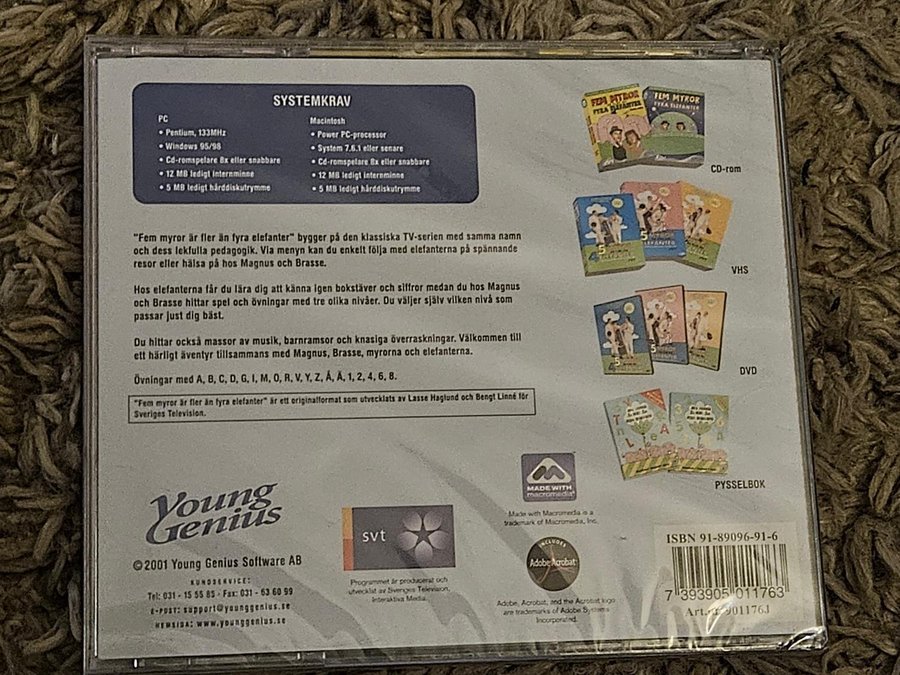 SYSTEMKRAV
PC
• Pentium, 133MHz
• Windows 95/98
• Cd-romspelare 8x eller snabbare
• 12 MB ledigt internminne
• 5 MB ledigt hårddiskutrymme
Macintosh
• Power PC-processor
• System 7.6.1 eller senare
• Cd-romspelare 8x eller snabbare
• 12 MB ledigt internminne
• 5 MB ledigt hårddiskutrymme
"Fem myror är fler än fyra elefanter" bygger på den klassiska TV-serien med samma namn
och dess lekfulla pedagogik. Via menyn kan du enkelt följa med elefanterna på spännande
resor eller hälsa på hos Magnus och Brasse.
Hos elefanterna får du lära dig att känna igen bokstäver och siffror medan du hos Magnus
och Brasse hittar spel och övningar med tre olika nivåer. Du väljer själv vilken nivå som
passar just dig bäst.
Du hittar också massor av musik, barnramsor och knasiga överraskningar. Välkommen till
ett härligt äventyr tillsammans med Magnus, Brasse, myrorna och elefanterna.
Övningar med A, B, C, D, G, I, M, O, R, V, Y, Z, Å, Ä, 1, 2, 4, 6, 8.
"Fem myror är fler än fyra elefanter" är ett originalformat som utvecklats av Lasse Haglund och Bengt Linné för
Sveriges Television.
FEM MYROR
FYRA ELEFANTER
FEM MYROR
FYRA ELEFANTER
CD-rom
VHS
DVD
PYSSELBOK
Young
Genius
© 2001 Young Genius Software AB
KUNDSERVICE:
Tel: 031 - 15 55 85 · Fax: 031 - 63 60 99
E-POST: support@younggenius.se
HEMSIDA: www.younggenius.se
svt
Programmet är producerat och
utvecklat av Sveriges Television,
Interaktiva Media.
MADE WITH
macromedia
Made with Macromedia is a
trademark of Macromedia, Inc.
INCLUDES
Adobe Acrobat
Adobe, Acrobat, and the Acrobat logo
are trademarks of Adobe Systems
Incorporated.
ISBN 91-89096-91-6
7 393905 011763
Art.nr 901176J